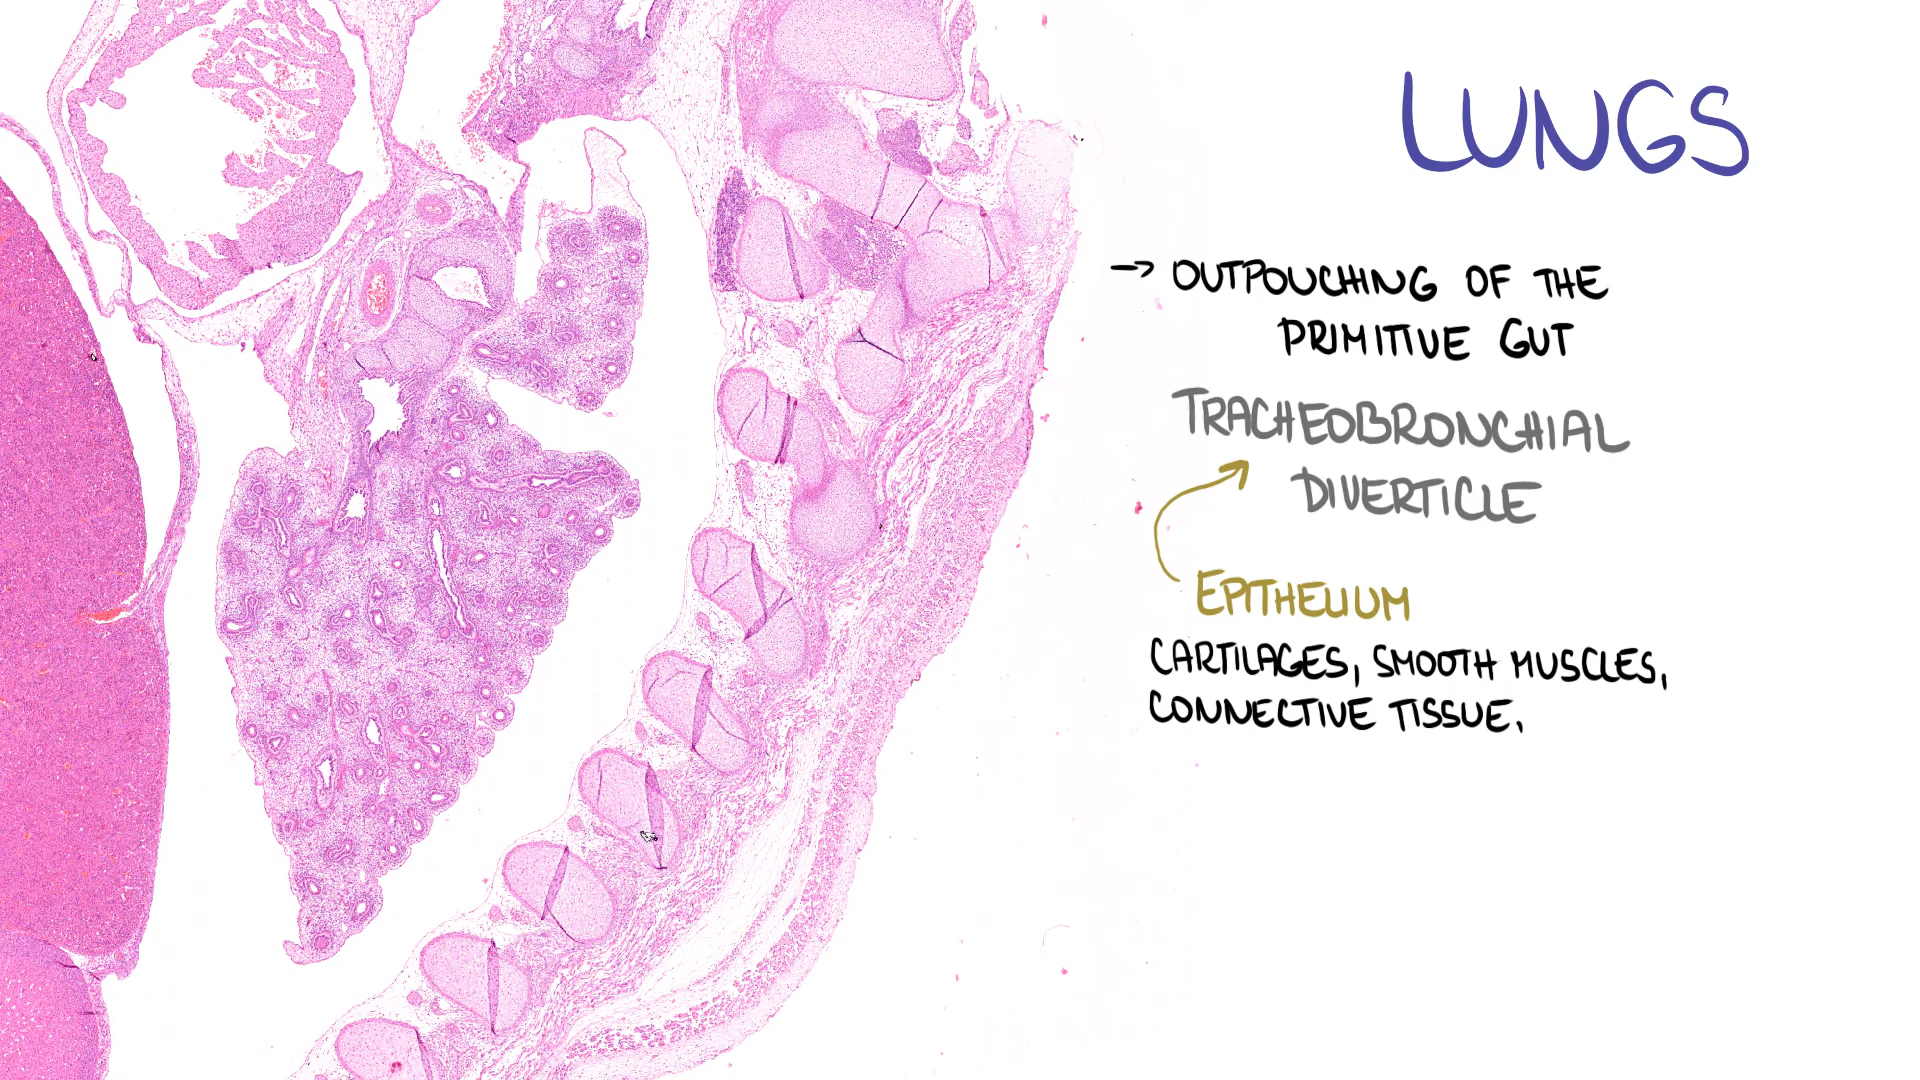 LUNGS
→ OUTPOUCHING OF THE
PRIMITIVE GUT
TRACHEOBRONCHIAL
DIVERTICLE
EPITHELIUM
CARTILAGES, SMOOTH MUSCLES,
CONNECTIVE TISSUE,